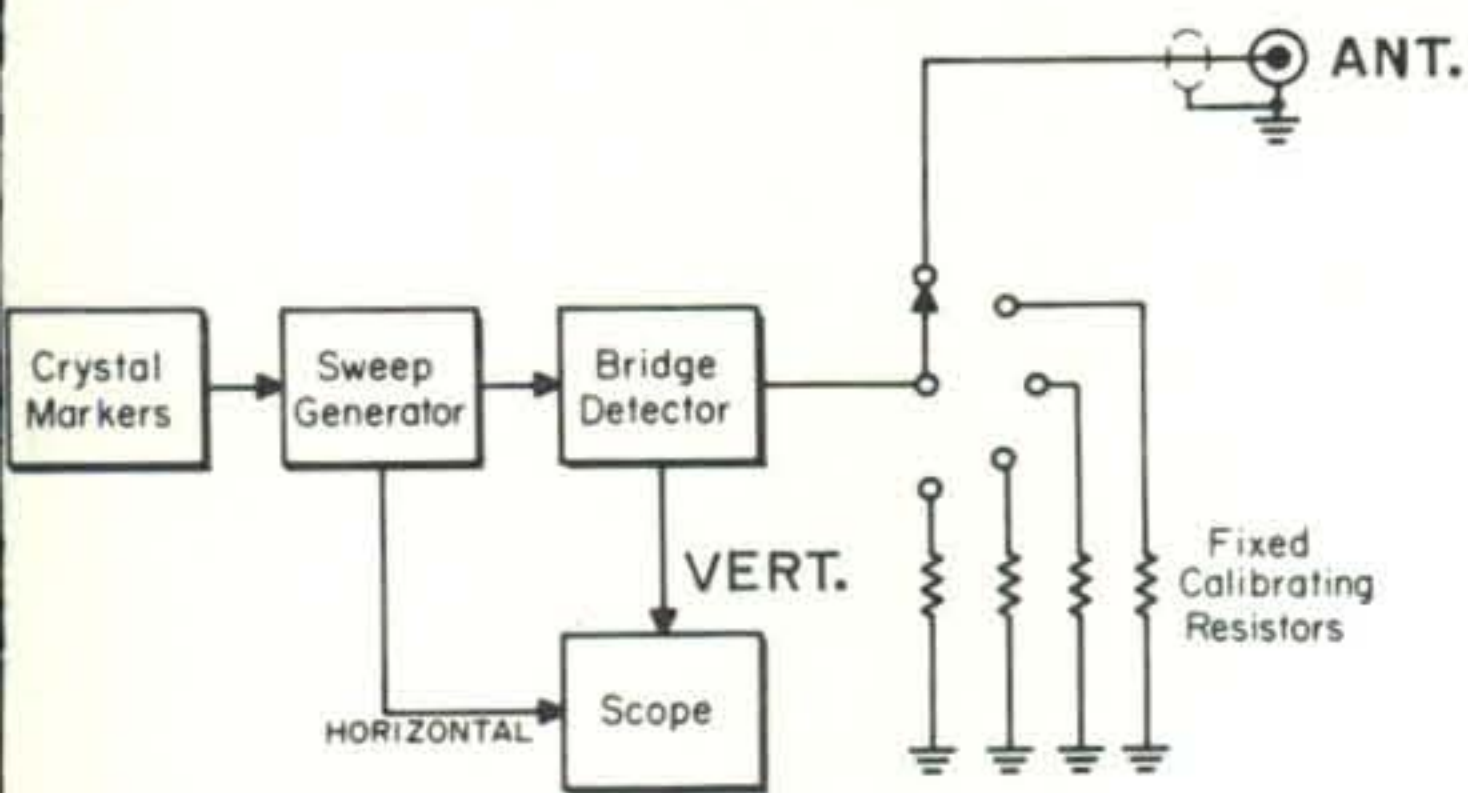 ANT.
Crystal
Markers
Sweep
Generator
Bridge
Detector
VERT.
Fixed
Calibrating
Resistors
HORIZONTAL
Scope